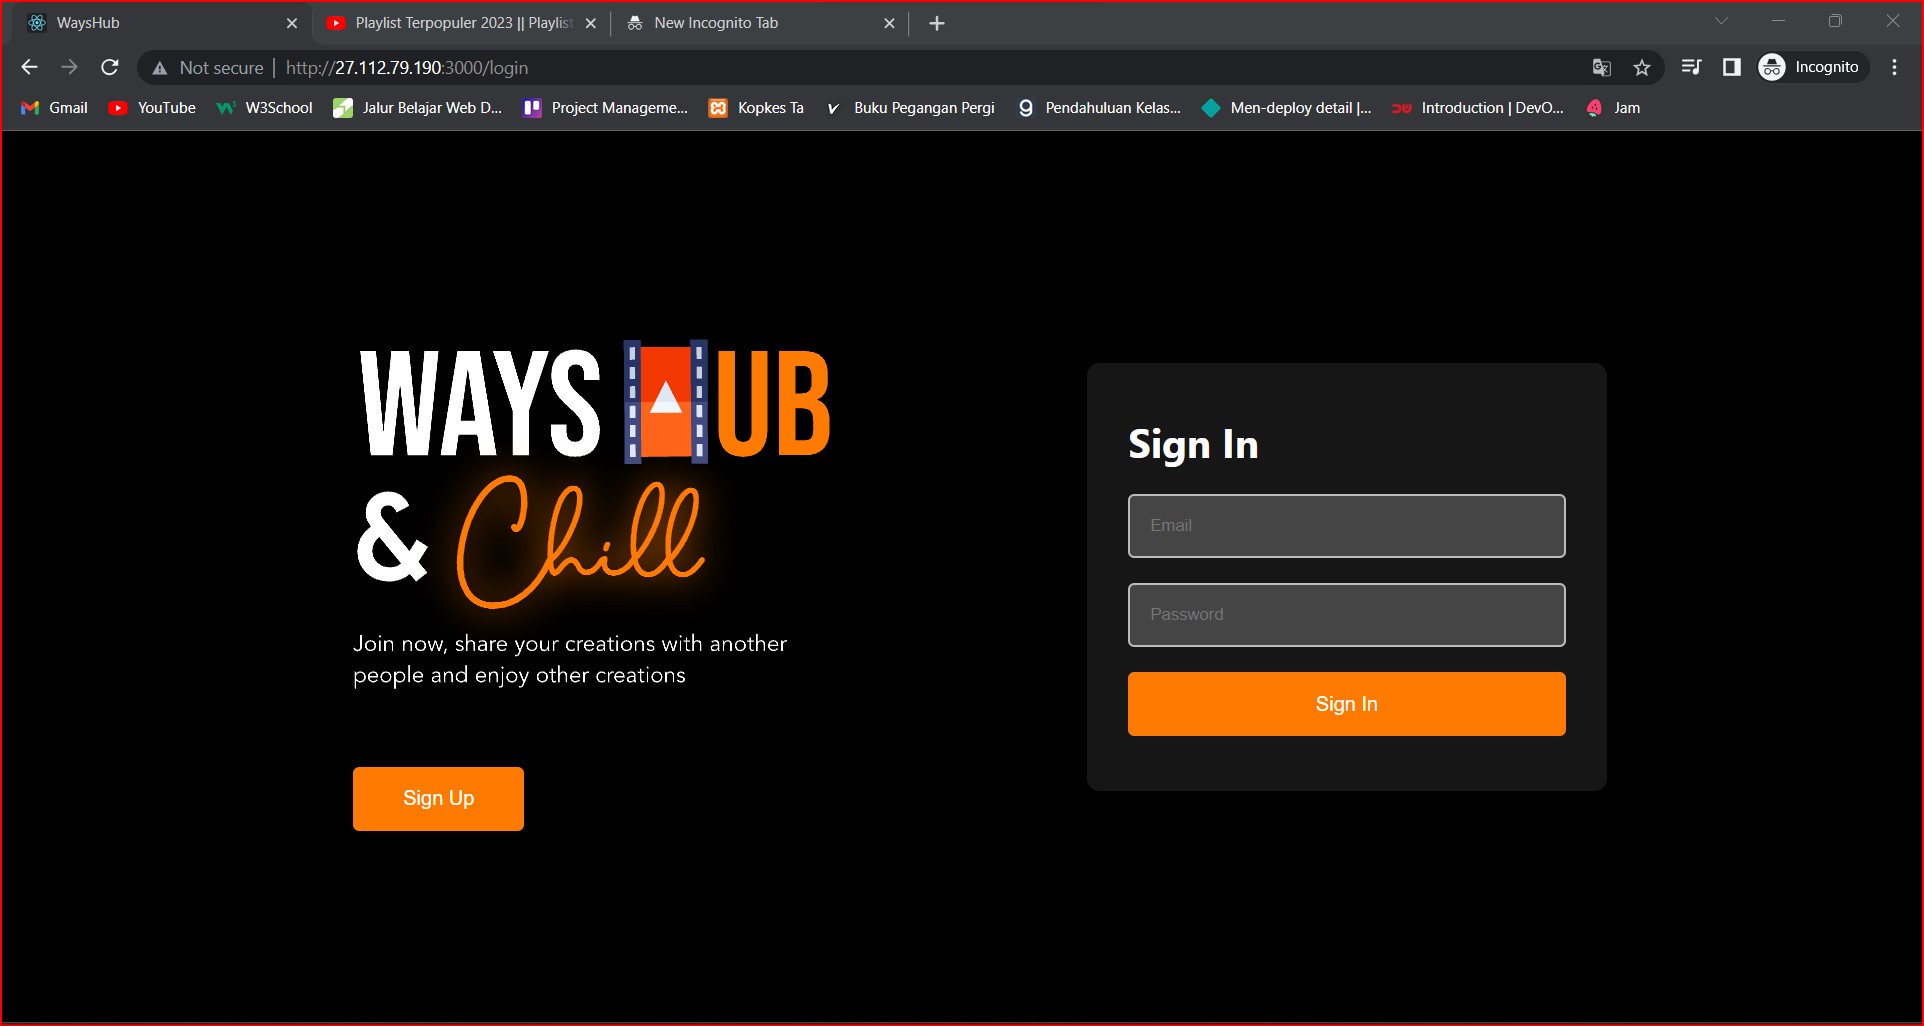 WaysHub
Playlist Terpopuler 2023 || Playlist
New Incognito Tab
Not secure
http://27.112.79.190:3000/login
Incognito
Gmail
YouTube
W3School
Jalur Belajar Web D...
Project Manageme...
Kopkes Ta
Buku Pegangan Pergi
Pendahuluan Kelas...
Men-deploy detail |...
Introduction | DevO...
Jam
WAYS UB
& Chill
Join now, share your creations with another
people and enjoy other creations
Sign Up
Sign In
Email
Password
Sign In